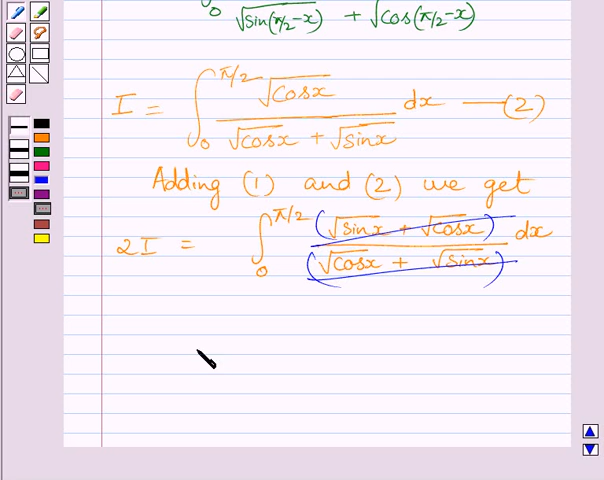 0 √sin(π/2-x) + √cos(π/2-x)
I = ∫₀^π/2 √cosx / (√cosx + √sinx) dx —(2)
Adding (1) and (2) we get
2I = ∫₀^π/2 (√sinx + √cosx) / (√cosx + √sinx) dx